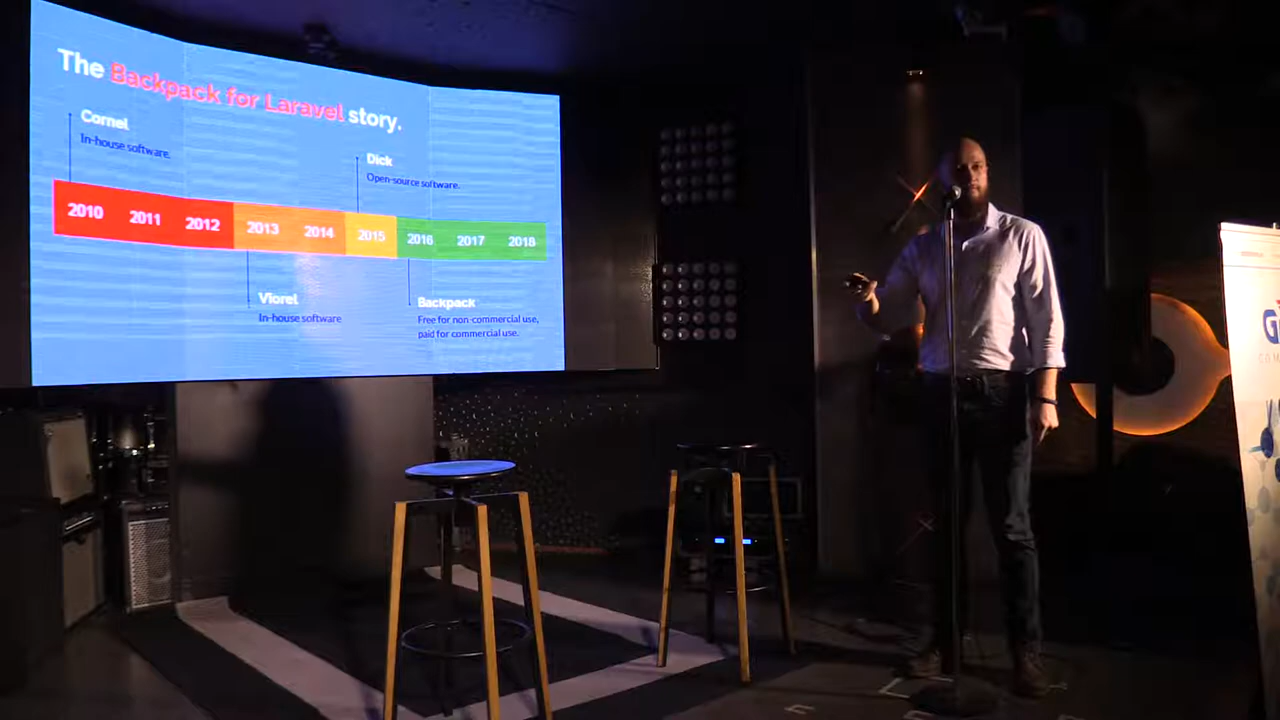 The Backpack for Laravel story.
Cornel
In-house software.
Dick
Open-source software.
2010 2011 2012 2013 2014 2015 2016 2017 2018
Viorel
In-house software
Backpack
Free for non-commercial use,
paid for commercial use.